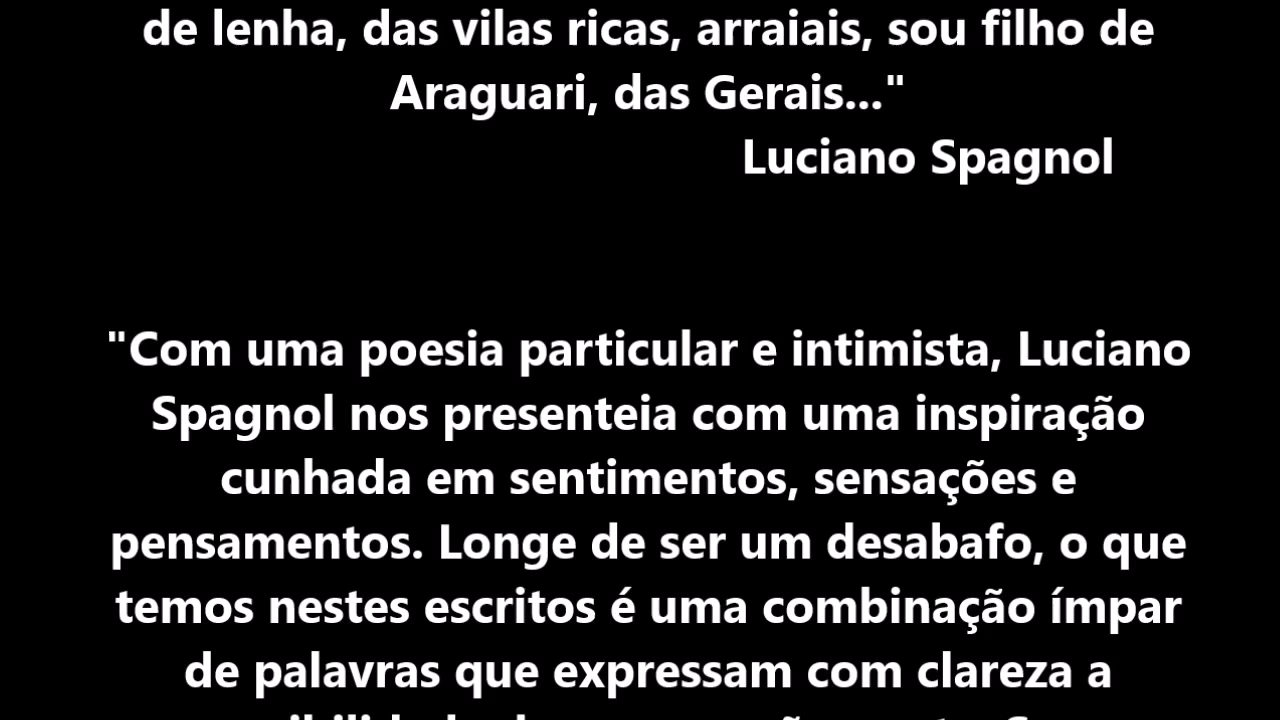 de lenha, das vilas ricas, arraiais, sou filho de
Araguari, das Gerais..."
Luciano Spagnol
"Com uma poesia particular e intimista, Luciano
Spagnol nos presenteia com uma inspiração
cunhada em sentimentos, sensações e
pensamentos. Longe de ser um desabafo, o que
temos nestes escritos é uma combinação ímpar
de palavras que expressam com clareza a